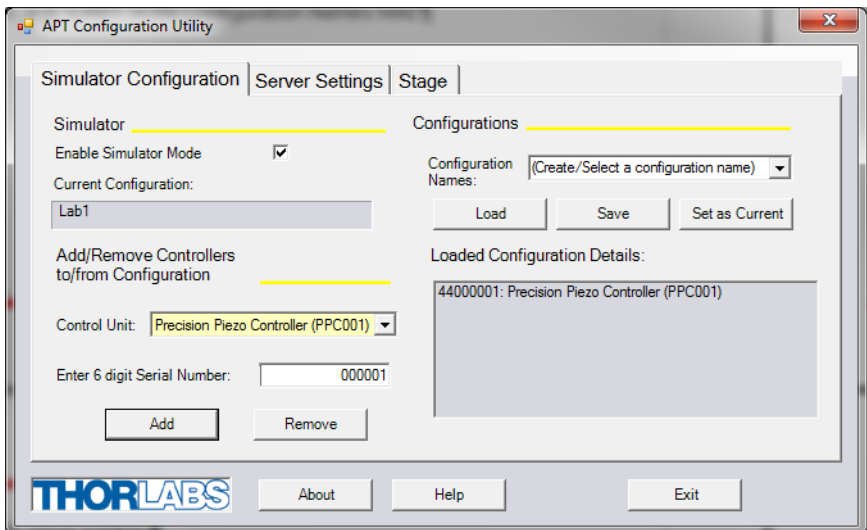 APT Configuration Utility
Simulator Configuration
Server Settings
Stage
Simulator
Enable Simulator Mode
Current Configuration:
Lab1
Add/Remove Controllers
to/from Configuration
Control Unit:
Precision Piezo Controller (PPC001)
Enter 6 digit Serial Number:
000001
Add
Remove
Configurations
Configuration
Names:
(Create/Select a configuration name)
Load
Save
Set as Current
Loaded Configuration Details:
44000001: Precision Piezo Controller (PPC001)
THORLABS
About
Help
Exit